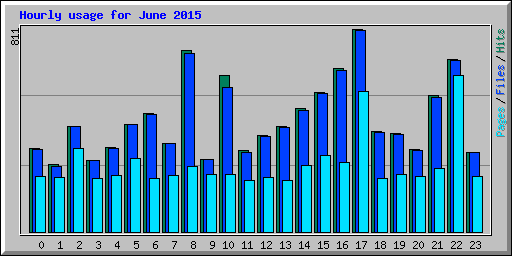 Hourly usage for June 2015
811
Pages / Files / Hits
0 1 2 3 4 5 6 7 8 9 10 11 12 13 14 15 16 17 18 19 20 21 22 23